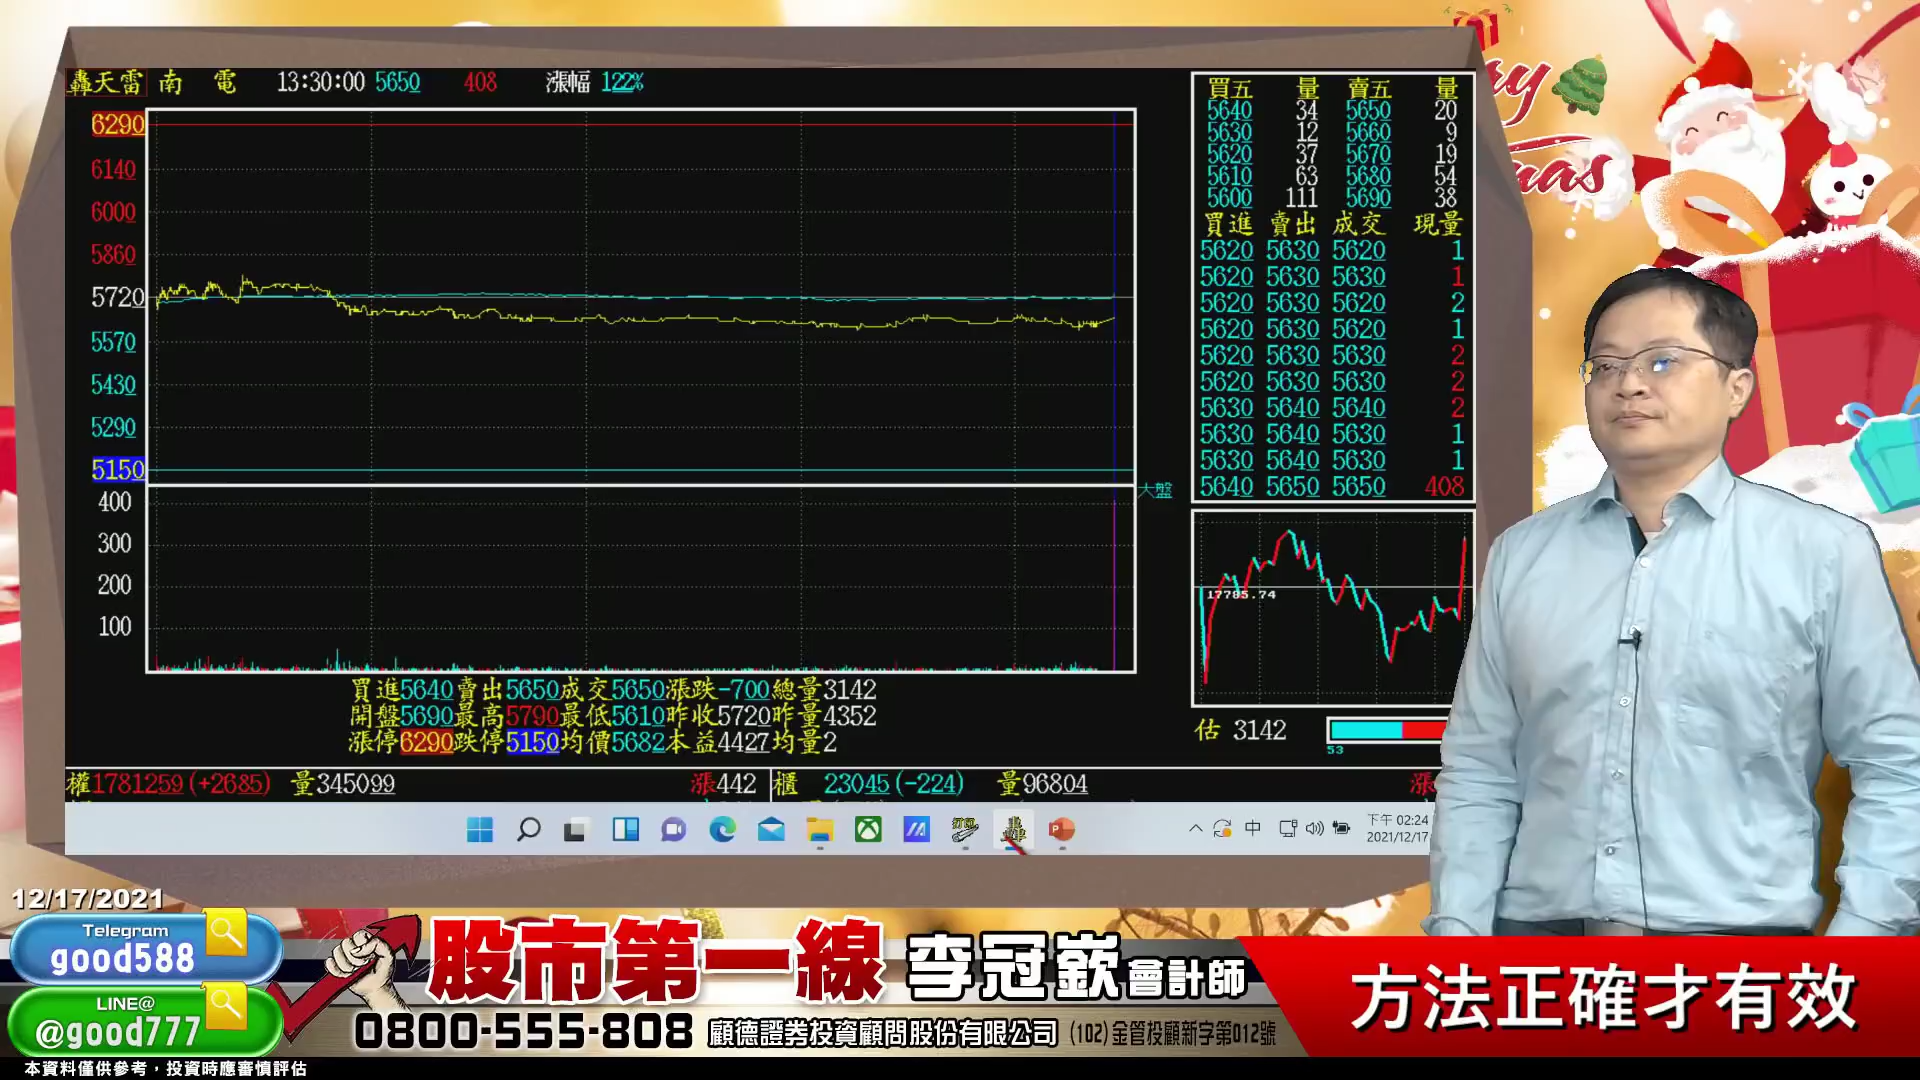 轟天雷 南 電 13:30:00 5650 408 漲幅 1.22%
6290
6140
6000
5860
5720
5570
5430
5290
5150
400
300
200
100
大盤
買五 量 賣五 量
5640 34 5650 20
5630 12 5660 9
5620 37 5670 19
5610 63 5680 54
5600 111 5690 38
買進 賣出 成交 現量
5620 5630 5620 1
5620 5630 5630 1
5620 5630 5620 2
5620 5630 5620 1
5620 5630 5630 2
5620 5630 5630 2
5630 5640 5640 2
5630 5640 5630 1
5630 5640 5630 1
5640 5650 5650 408
17785.74
估 3142
53
買進5640賣出5650成交5650漲跌-700總量3142
開盤5690最高5790最低5610昨收5720昨量4352
漲停6290跌停5150均價5682本益4427均量2
權1781259(+2685) 量345099 漲442 櫃 23045(-224) 量96804 漲
中 下午 02:24
2021/12/17
12/17/2021
Telegram
good588
LINE@
@good777
股市第一線 李冠嶔會計師
0800-555-808 顧德證券投資顧問股份有限公司 (102)金管投顧新字第012號
方法正確才有效
本資料僅供參考，投資時應審慎評估